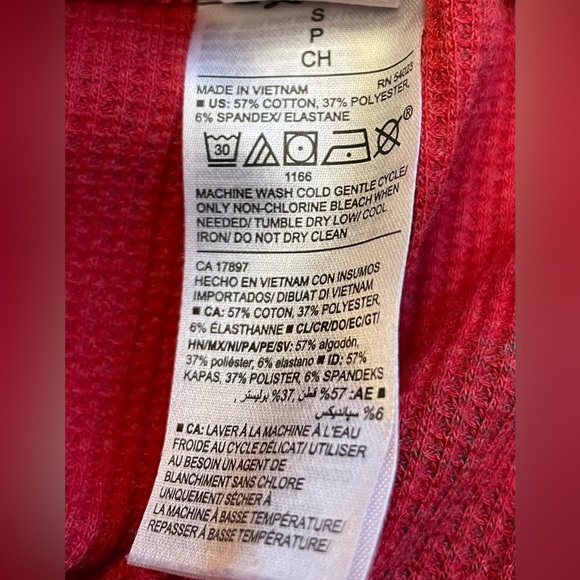 S
P
CH
RN 54023
MADE IN VIETNAM
■ US: 57% COTTON, 37% POLYESTER,
6% SPANDEX/ ELASTANE
30
®
1166
MACHINE WASH COLD GENTLE CYCLE/
ONLY NON-CHLORINE BLEACH WHEN
NEEDED/ TUMBLE DRY LOW/ COOL
IRON/ DO NOT DRY CLEAN
CA 17897
HECHO EN VIETNAM CON INSUMOS
IMPORTADOS/ DIBUAT DI VIETNAM
■ CA: 57% COTON, 37% POLYESTER,
6% ÉLASTHANNE ■ CL/CR/DO/EC/GT/
HN/MX/NI/PA/PE/SV: 57% algodón,
37% poliéster, 6% elastano ■ ID: 57%
KAPAS, 37% POLISTER, 6% SPANDEKS
■ AE: 57% قطن, 37% بوليستر,
6% سبانديكس
■ CA: LAVER À LA MACHINE À L'EAU
FROIDE AU CYCLE DÉLICAT/ UTILISER
AU BESOIN UN AGENT DE
BLANCHIMENT SANS CHLORE
UNIQUEMENT/ SÉCHER À
LA MACHINE À BASSE TEMPÉRATURE/
REPASSER À BASSE TEMPÉRATURE/